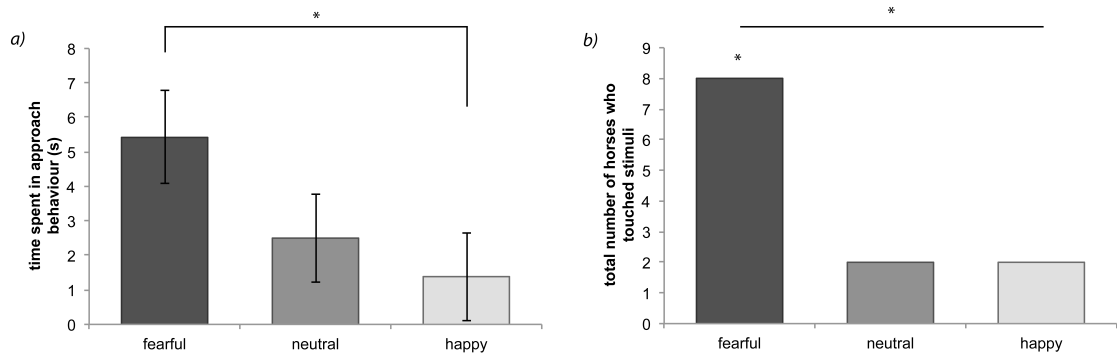 a)
*
time spent in approach
behaviour (s)
8
7
6
5
4
3
2
1
0
fearful neutral happy
b)
*
*
total number of horses who
touched stimuli
9
8
7
6
5
4
3
2
1
0
fearful neutral happy